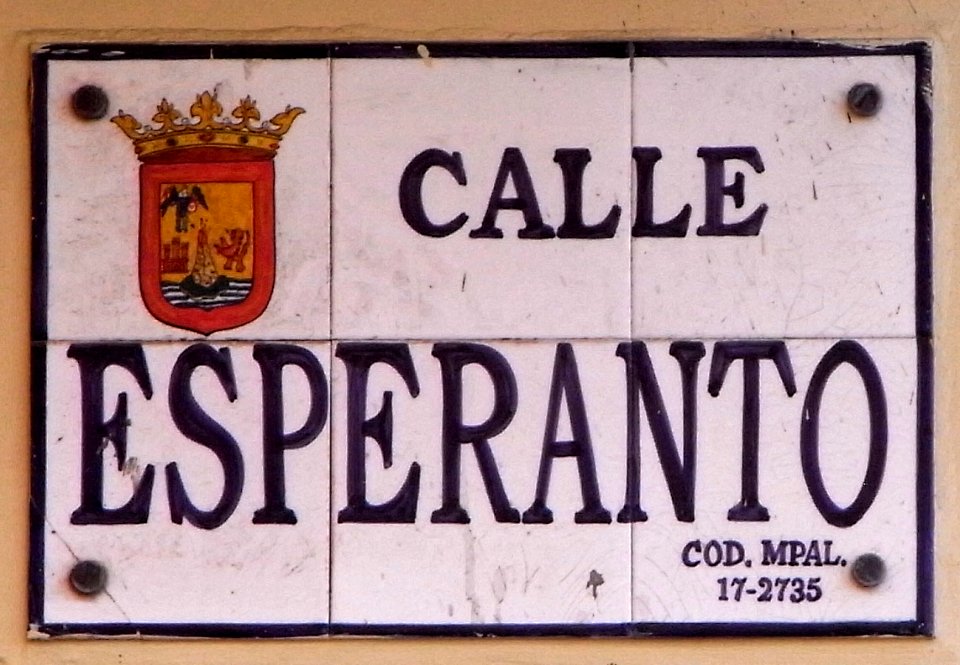 CALLE
ESPERANTO
COD. MPAL.
17-2735